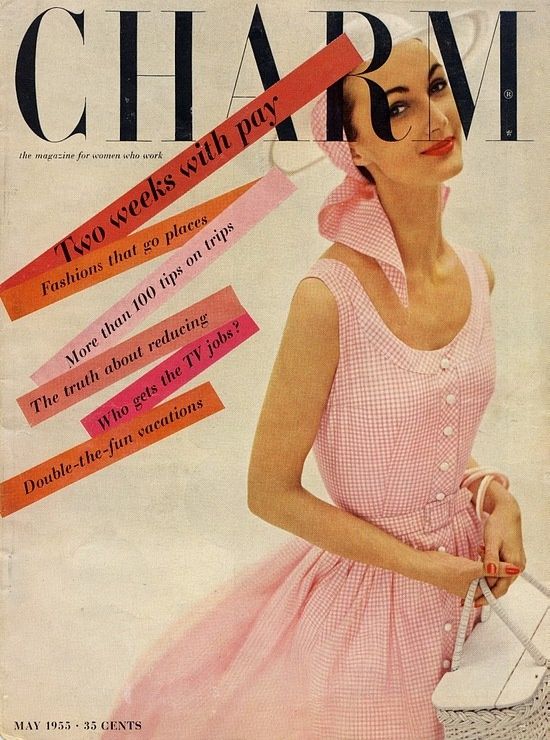 CHARM
®
the magazine for women who work
Two weeks with pay
Fashions that go places
More than 100 tips on trips
The truth about reducing
Who gets the TV jobs?
Double-the-fun vacations
MAY 1955 · 35 CENTS